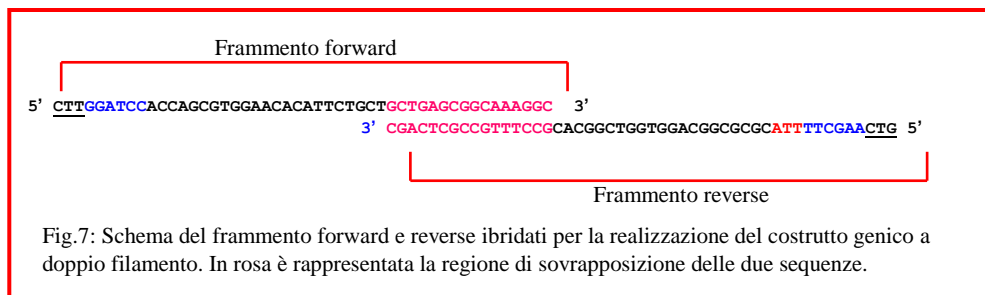 Frammento forward
5’ CTTGGATCCACCAGCGTGGAACACATTCTGCTGCTGAGCGGCAAAGGC 3’
3’ CGACTCGCCGTTTCCGCACGGCTGGTGGACGGCGCGCATTTTCGAACTG 5’
Frammento reverse
Fig.7: Schema del frammento forward e reverse ibridati per la realizzazione del costrutto genico a
doppio filamento. In rosa è rappresentata la regione di sovrapposizione delle due sequenze.